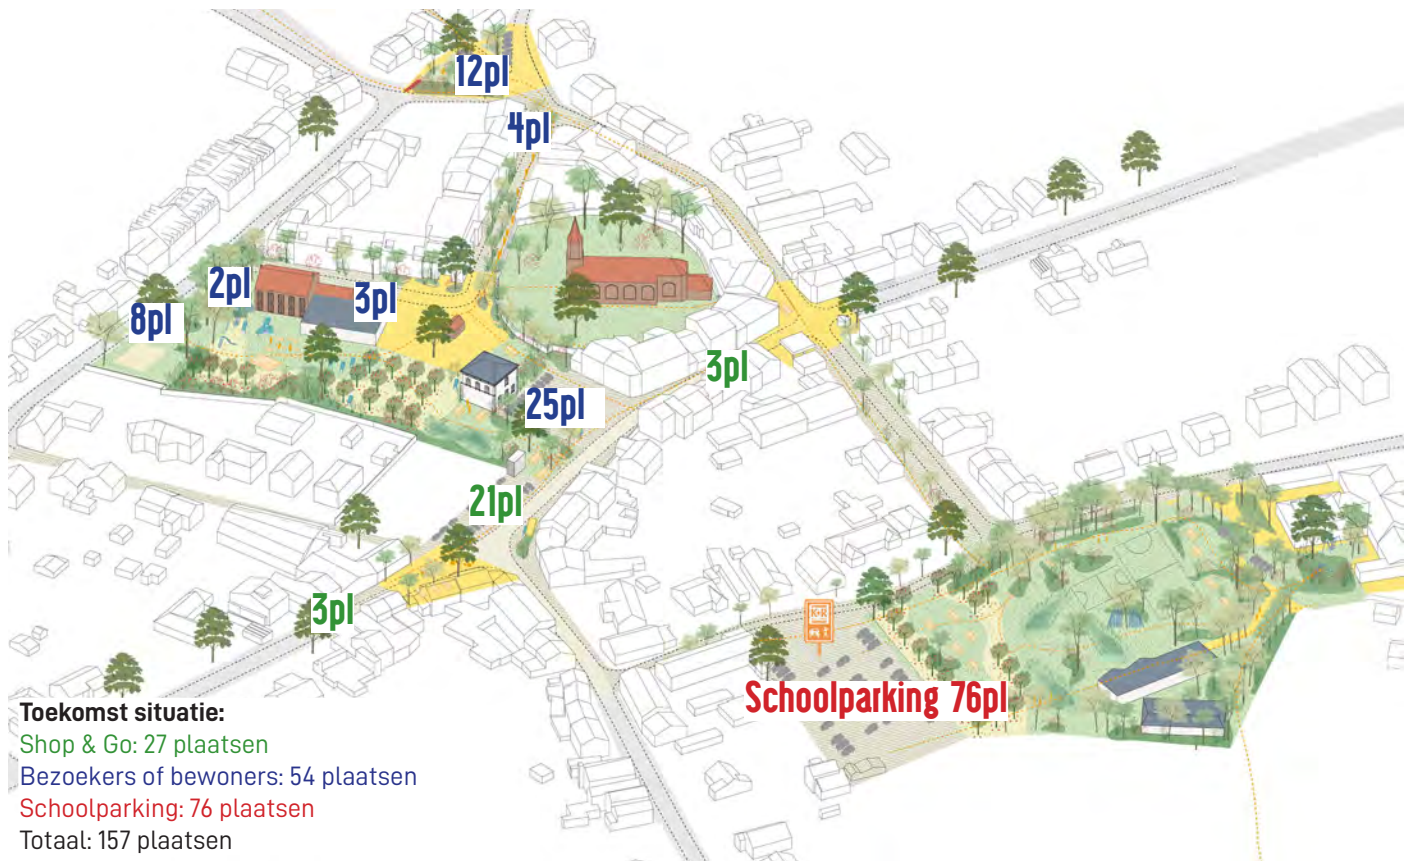 12pl
4pl
2pl
3pl
8pl
3pl
25pl
21pl
3pl
K+R
Schoolparking 76pl
Toekomst situatie:
Shop & Go: 27 plaatsen
Bezoekers of bewoners: 54 plaatsen
Schoolparking: 76 plaatsen
Totaal: 157 plaatsen